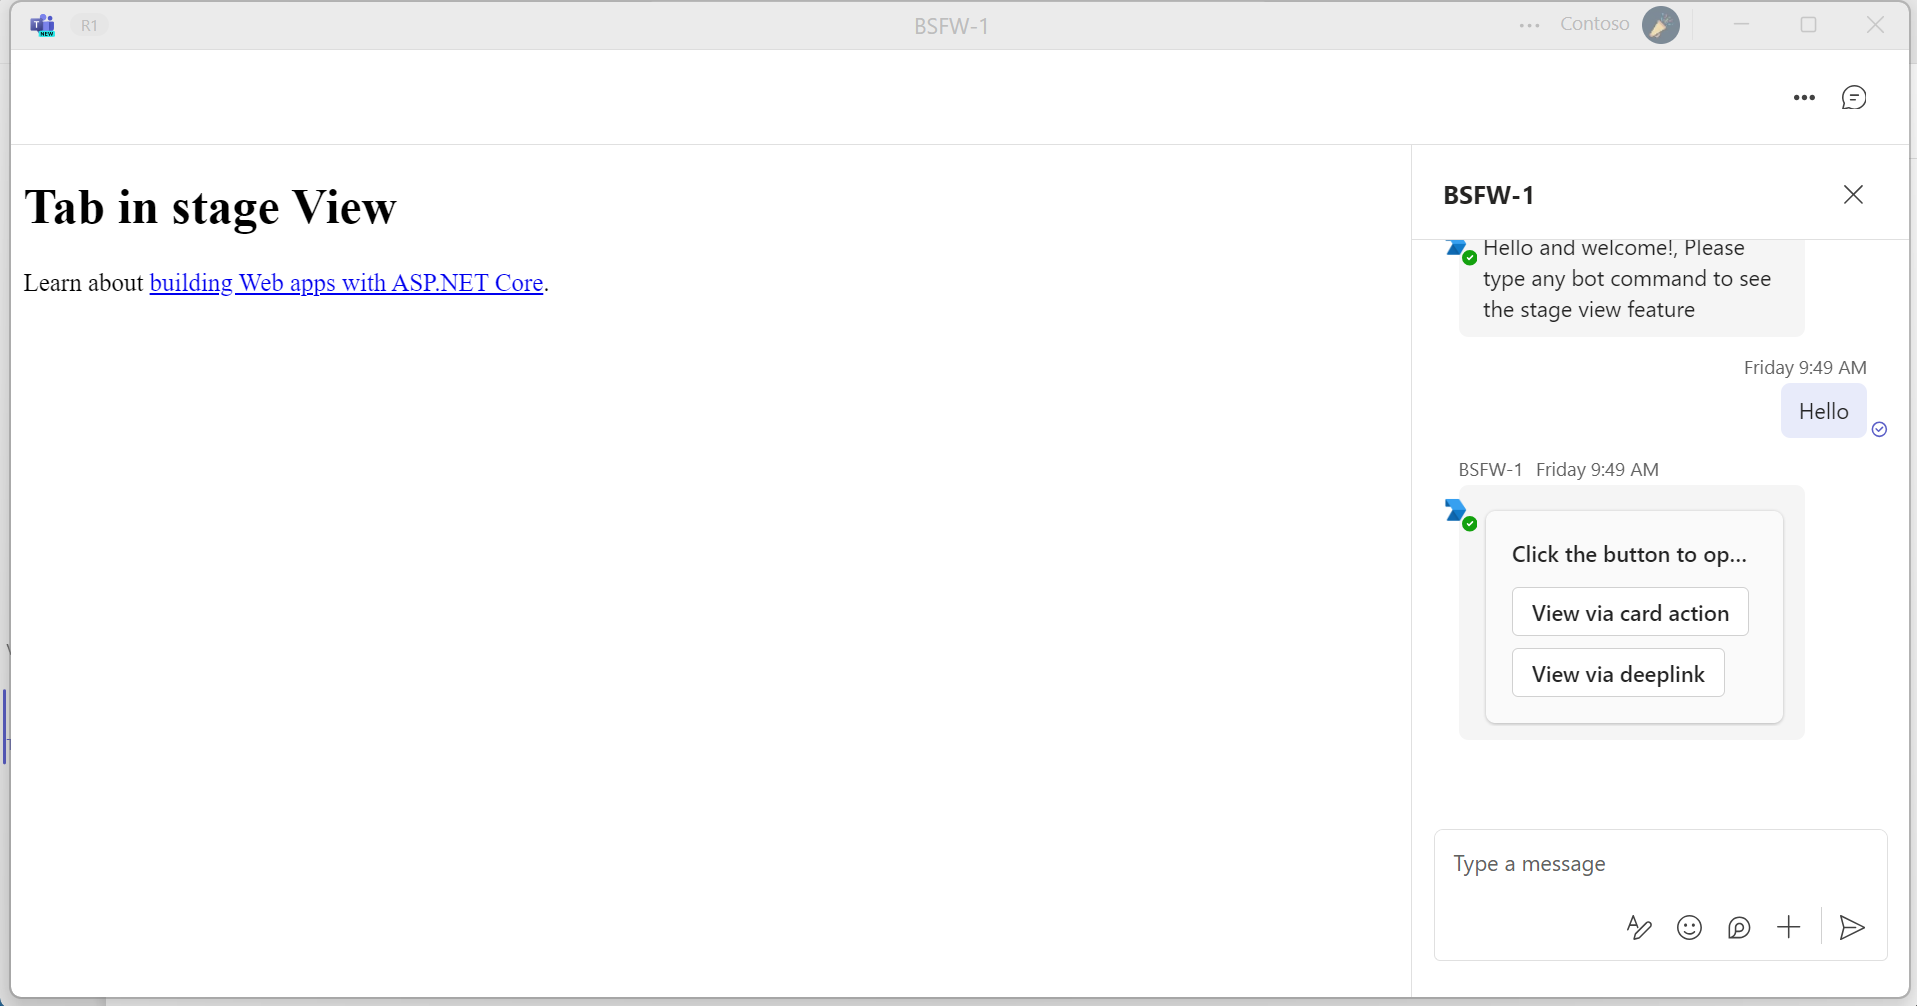 R1
BSFW-1
Contoso
Tab in stage View
Learn about building Web apps with ASP.NET Core.
BSFW-1
Hello and welcome!, Please
type any bot command to see
the stage view feature
Friday 9:49 AM
Hello
BSFW-1 Friday 9:49 AM
Click the button to op...
View via card action
View via deeplink
Type a message